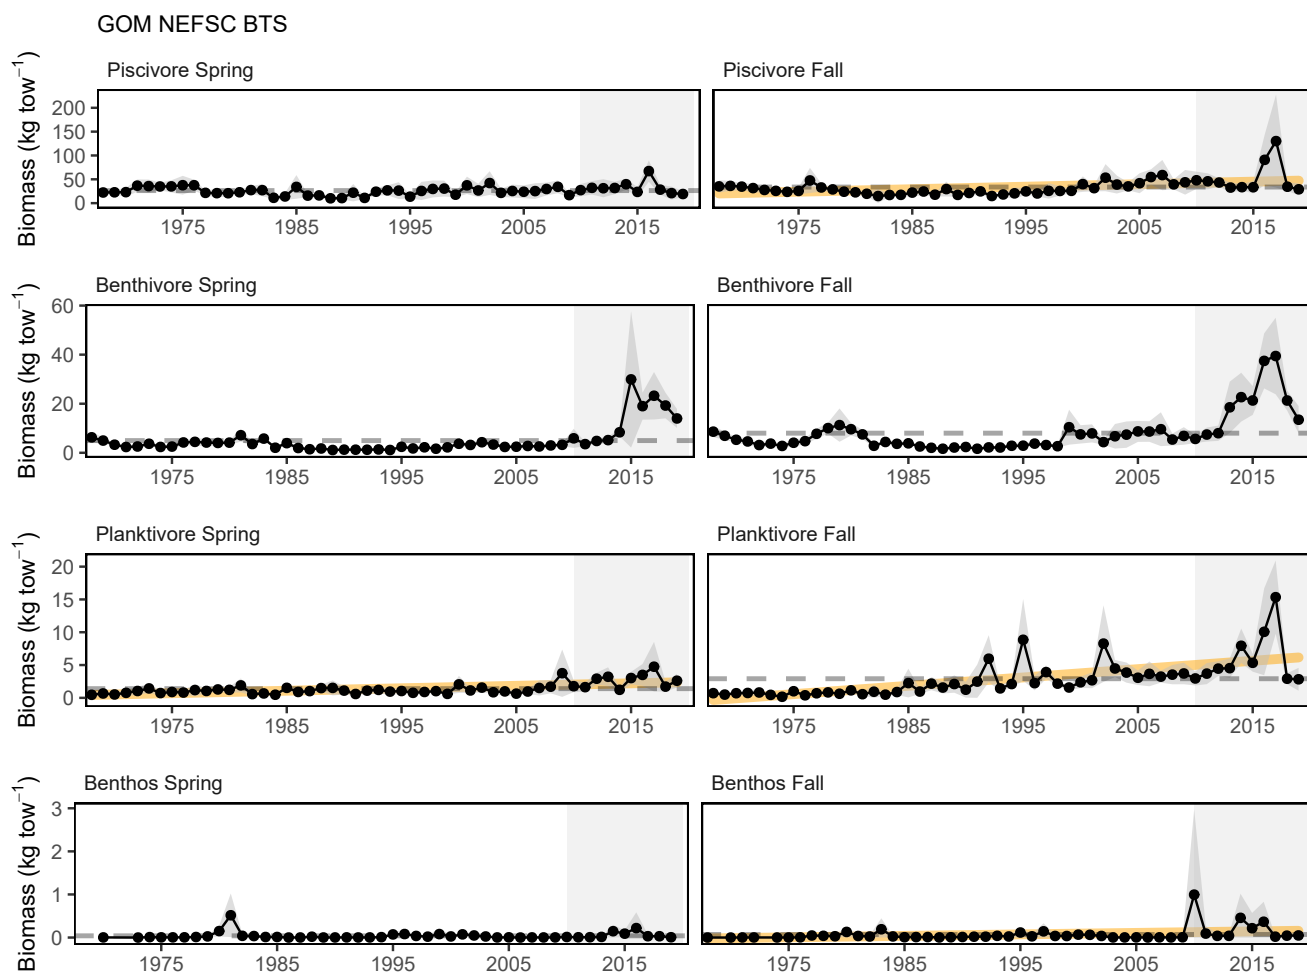 GOM NEFSC BTS
Piscivore Spring
Piscivore Fall
Biomass (kg tow⁻¹)
200
150
100
50
0
1975 1985 1995 2005 2015
1975 1985 1995 2005 2015
Benthivore Spring
Benthivore Fall
Biomass (kg tow⁻¹)
60
40
20
0
1975 1985 1995 2005 2015
1975 1985 1995 2005 2015
Planktivore Spring
Planktivore Fall
Biomass (kg tow⁻¹)
20
15
10
5
0
1975 1985 1995 2005 2015
1975 1985 1995 2005 2015
Benthos Spring
Benthos Fall
Biomass (kg tow⁻¹)
3
2
1
0
1975 1985 1995 2005 2015
1975 1985 1995 2005 2015